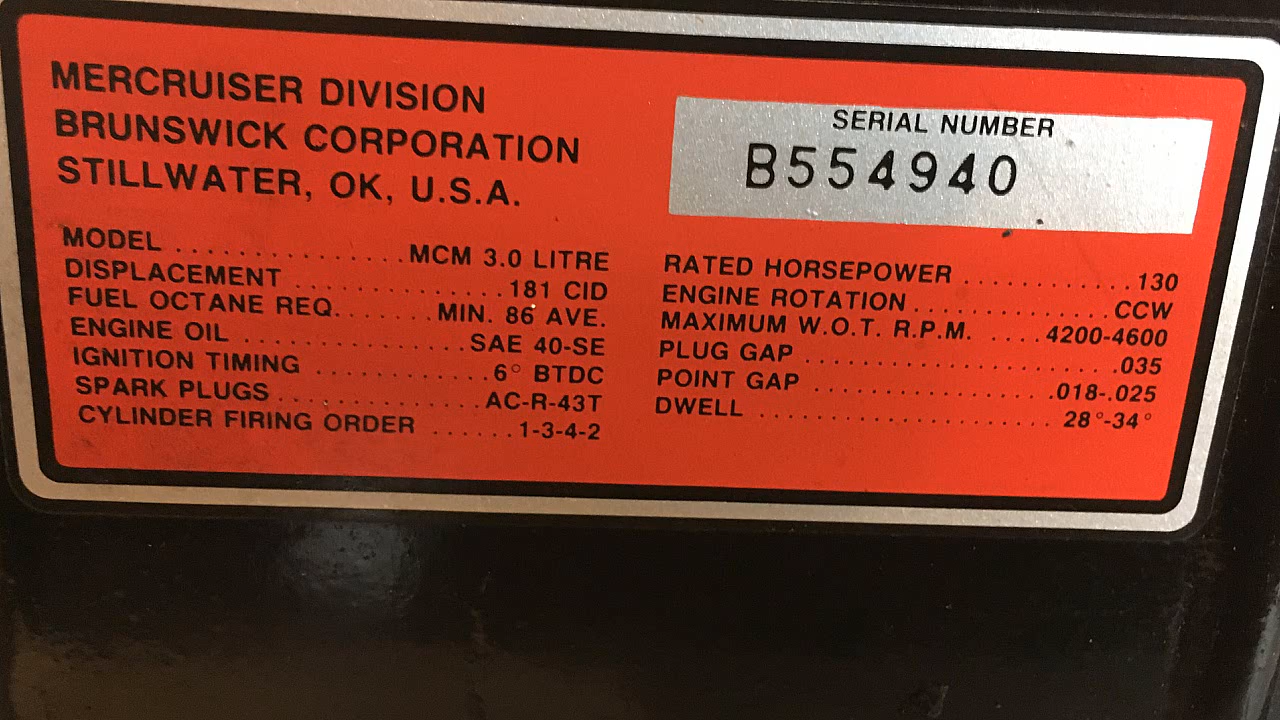 MERCRUISER DIVISION
BRUNSWICK CORPORATION
STILLWATER, OK, U.S.A.
SERIAL NUMBER
B554940
MODEL ................ MCM 3.0 LITRE
DISPLACEMENT ............... 181 CID
FUEL OCTANE REQ. ....... MIN. 86 AVE.
ENGINE OIL ................ SAE 40-SE
IGNITION TIMING ............ 6° BTDC
SPARK PLUGS .............. AC-R-43T
CYLINDER FIRING ORDER ...... 1-3-4-2
RATED HORSEPOWER ............ 130
ENGINE ROTATION .............. CCW
MAXIMUM W.O.T. R.P.M. ..... 4200-4600
PLUG GAP ...................... .035
POINT GAP ................. .018-.025
DWELL .................... 28°-34°